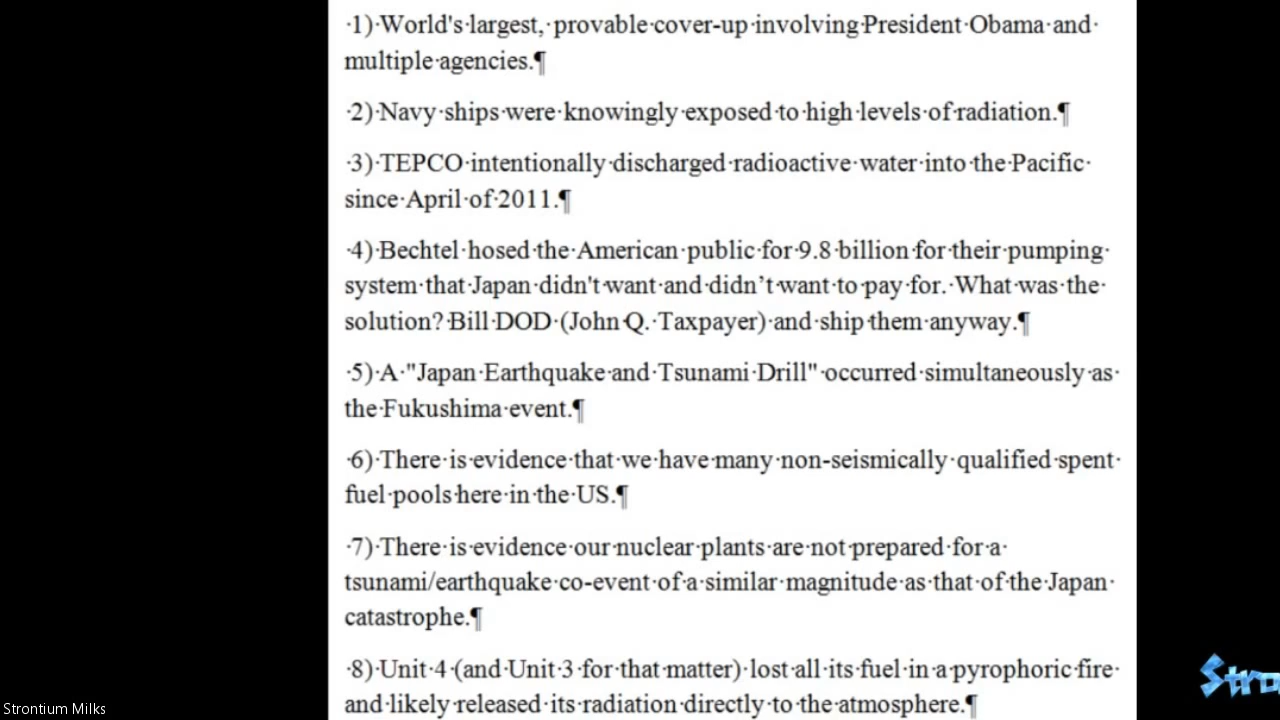 1) World's largest, provable cover-up involving President Obama and
multiple agencies.¶
2) Navy ships were knowingly exposed to high levels of radiation.¶
3) TEPCO intentionally discharged radioactive water into the Pacific
since April of 2011.¶
4) Bechtel hosed the American public for 9.8 billion for their pumping
system that Japan didn't want and didn’t want to pay for. What was the
solution? Bill DOD (John Q. Taxpayer) and ship them anyway.¶
5) A "Japan Earthquake and Tsunami Drill" occurred simultaneously as
the Fukushima event.¶
6) There is evidence that we have many non-seismically qualified spent
fuel pools here in the US.¶
7) There is evidence our nuclear plants are not prepared for a
tsunami/earthquake co-event of a similar magnitude as that of the Japan
catastrophe.¶
8) Unit 4 (and Unit 3 for that matter) lost all its fuel in a pyrophoric fire
and likely released its radiation directly to the atmosphere.¶
Stro
Strontium Milks